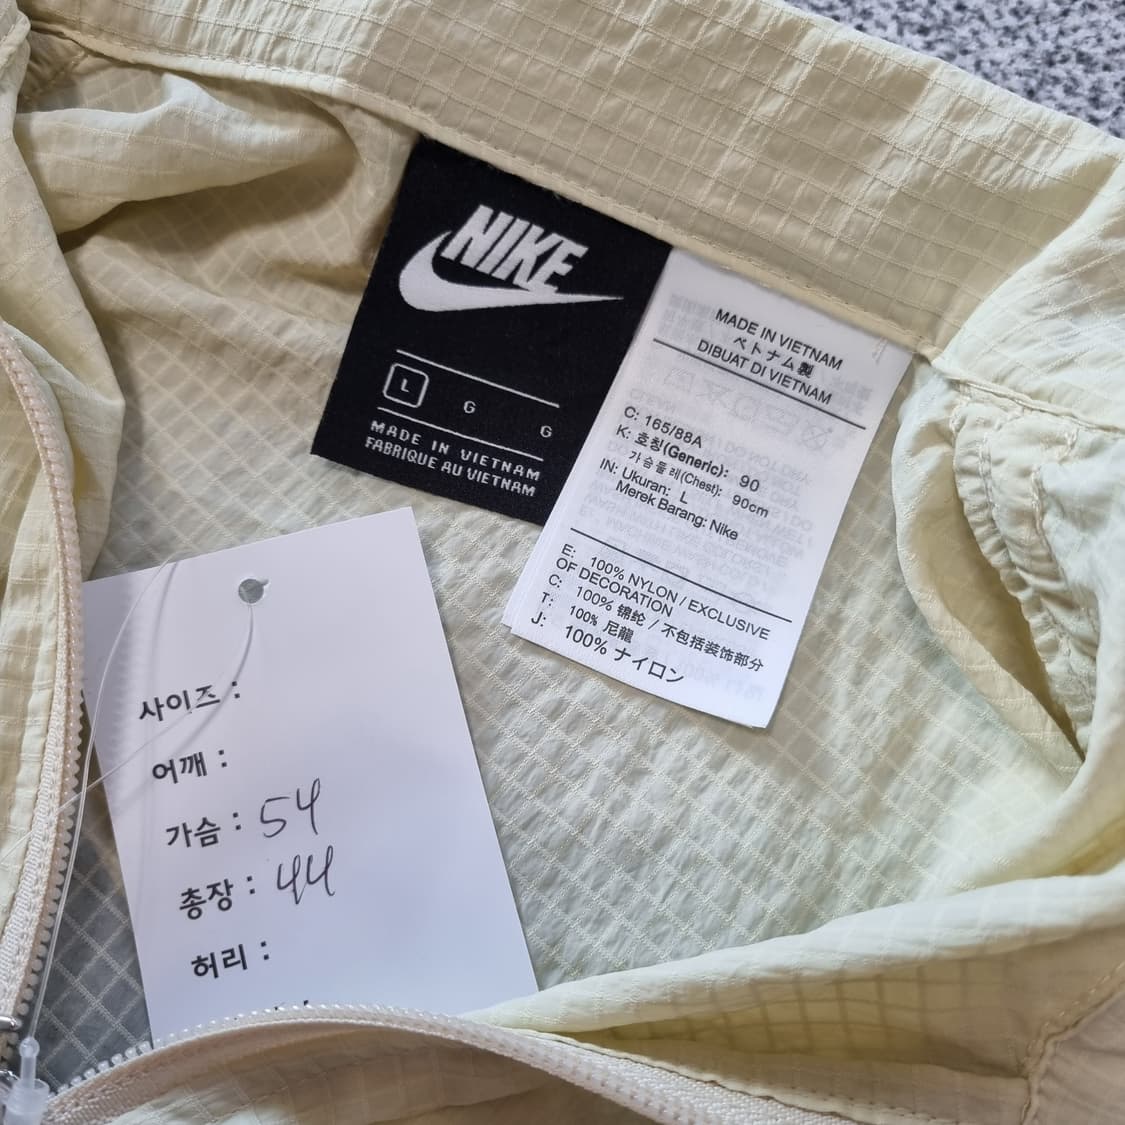 NIKE
L G G
MADE IN VIETNAM
FABRIQUE AU VIETNAM
MADE IN VIETNAM
ベトナム製
DIBUAT DI VIETNAM
C: 165/88A
K: 호칭(Generic): 90
가슴둘레(Chest): 90cm
IN: Ukuran: L
Merek Barang: Nike
E: 100% NYLON / EXCLUSIVE
OF DECORATION
C: 100% 锦纶 / 不包括装饰部分
T: 100% 尼龍
J: 100% ナイロン
사이즈 :
어깨 :
가슴 : 54
총장 : 44
허리 :